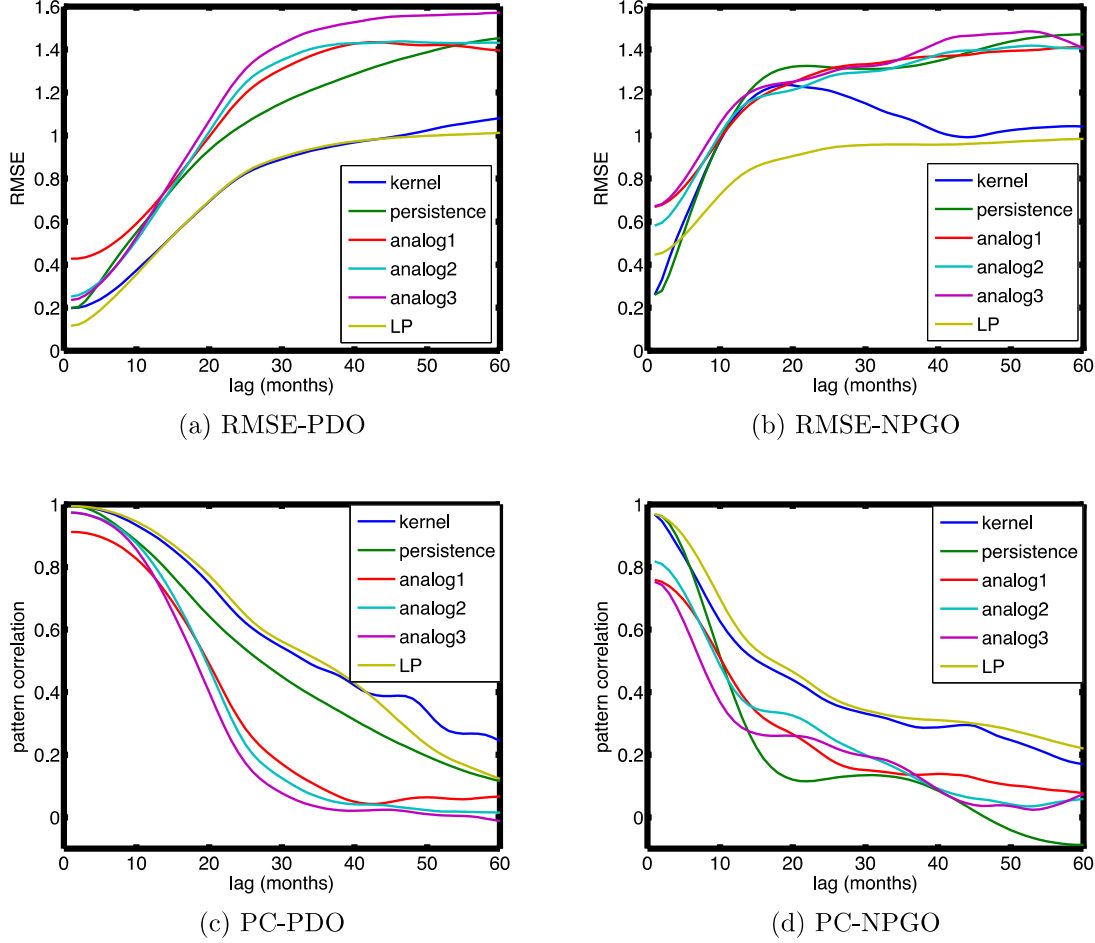 1.6
1.4
1.2
1
0.8
0.6
0.4
0.2
0
RMSE
kernel
persistence
analog1
analog2
analog3
LP
0 10 20 30 40 50 60
lag (months)
(a) RMSE-PDO
1.6
1.4
1.2
1
0.8
0.6
0.4
0.2
0
RMSE
kernel
persistence
analog1
analog2
analog3
LP
0 10 20 30 40 50 60
lag (months)
(b) RMSE-NPGO
1
0.8
0.6
0.4
0.2
0
pattern correlation
kernel
persistence
analog1
analog2
analog3
LP
0 10 20 30 40 50 60
lag (months)
(c) PC-PDO
1
0.8
0.6
0.4
0.2
0
pattern correlation
kernel
persistence
analog1
analog2
analog3
LP
0 10 20 30 40 50 60
lag (months)
(d) PC-NPGO